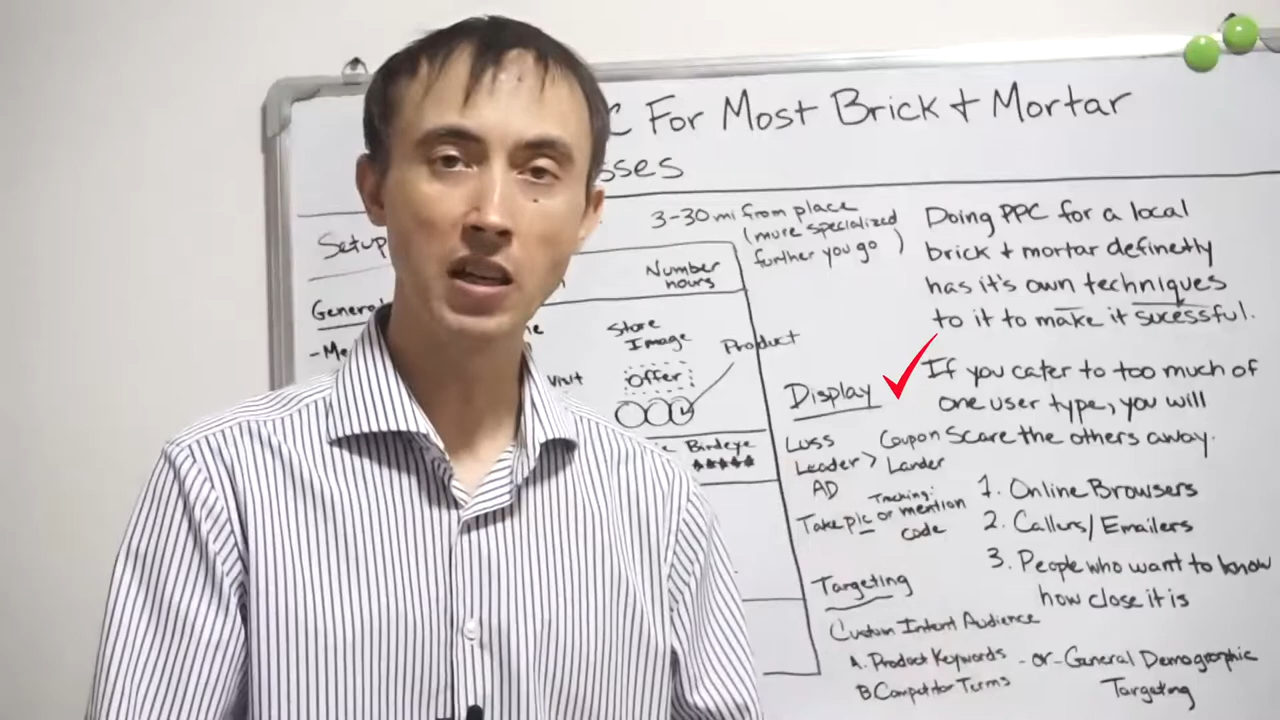 C For Most Brick & Mortar
sses
Setup
3-30 mi from place
(more specialized
further you go )
Number
hours
General
Store
Image
Product
visit
Offer
Birdeye
Doing PPC for a local
brick & mortar definetly
has it's own techniques
to it to make it sucessful.
If you cater to too much of
one user type, you will
Scare the others away.
1. Online Browsers
2. Callers/Emailers
3. People who want to know
how close it is
Display
Loss
Leader >
AD
Coupon
Lander
Tracking:
Take pic or mention
code
Targeting
Custom Intent Audience
A. Product Keywords
B Competitor Terms
-or- General Demographic
Targeting